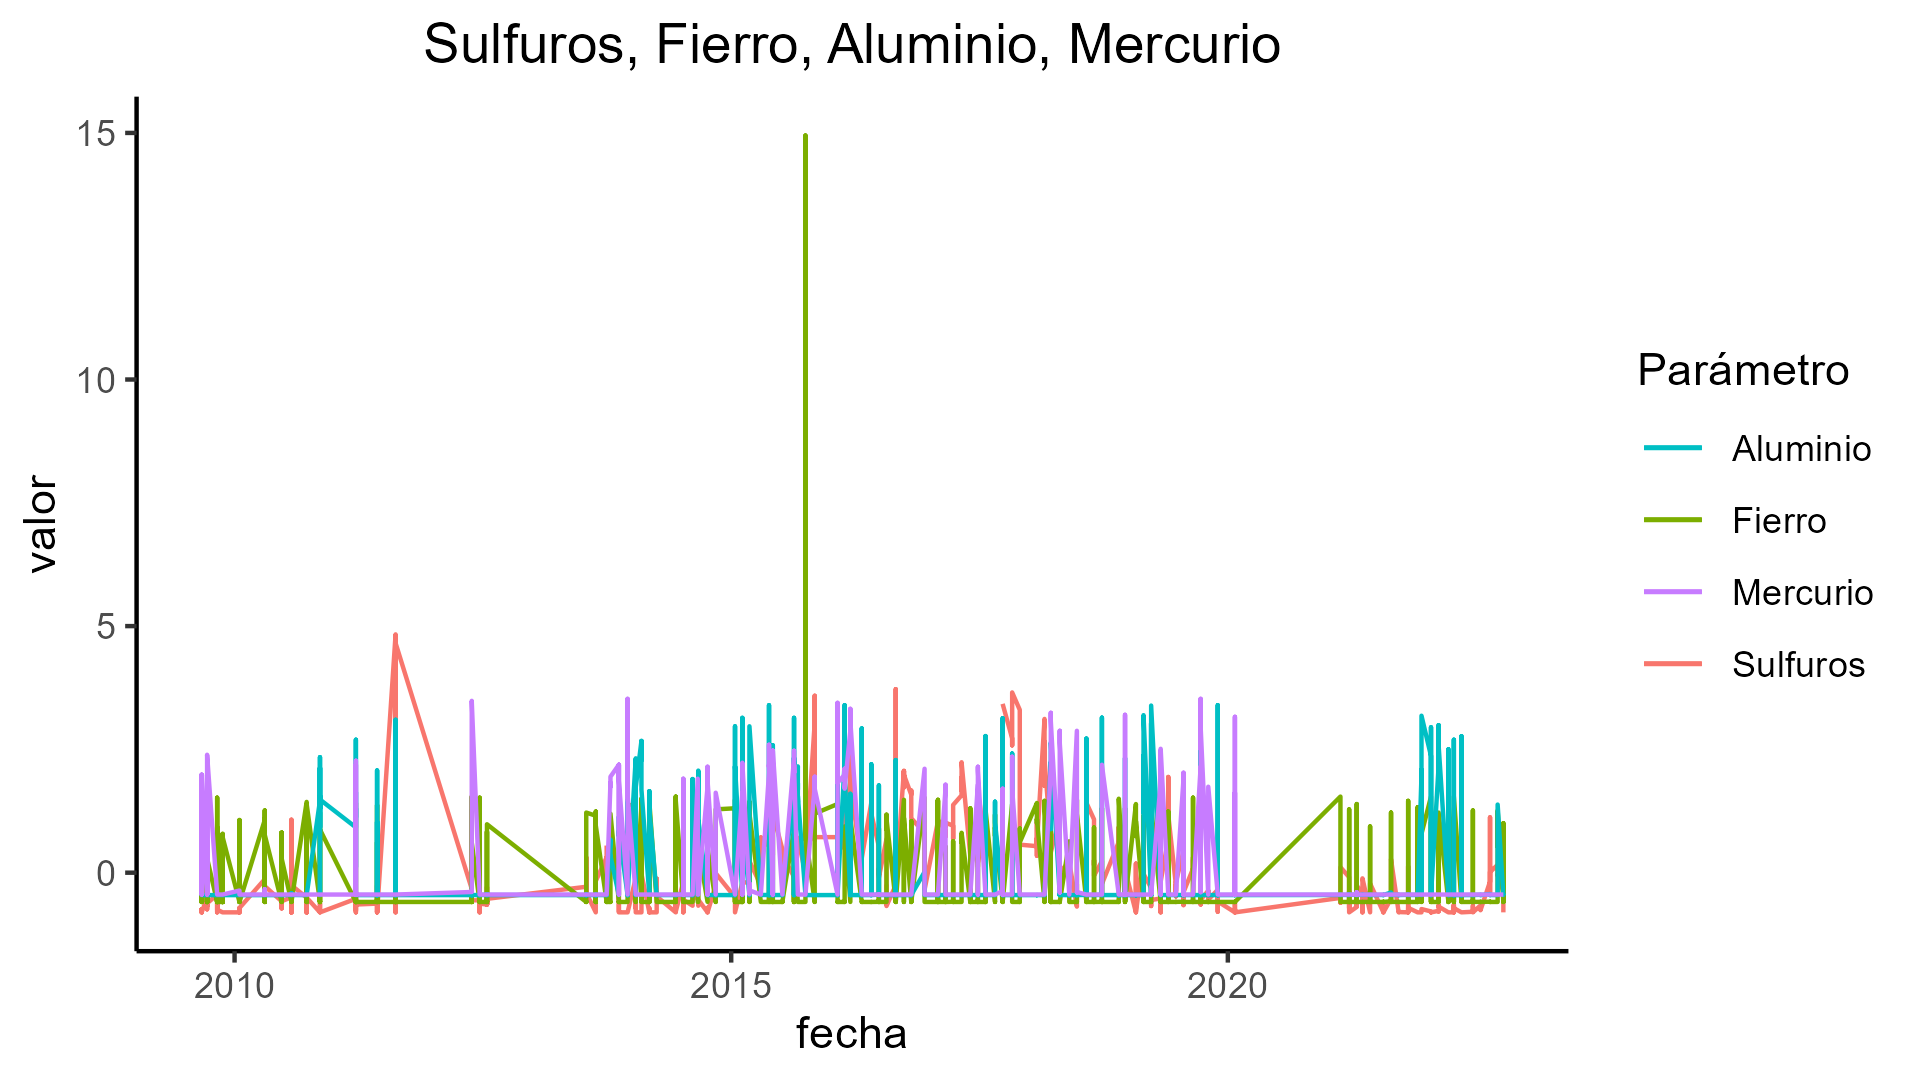 Sulfuros, Fierro, Aluminio, Mercurio
15
10
5
0
valor
2010
2015
2020
fecha
Parámetro
Aluminio
Fierro
Mercurio
Sulfuros